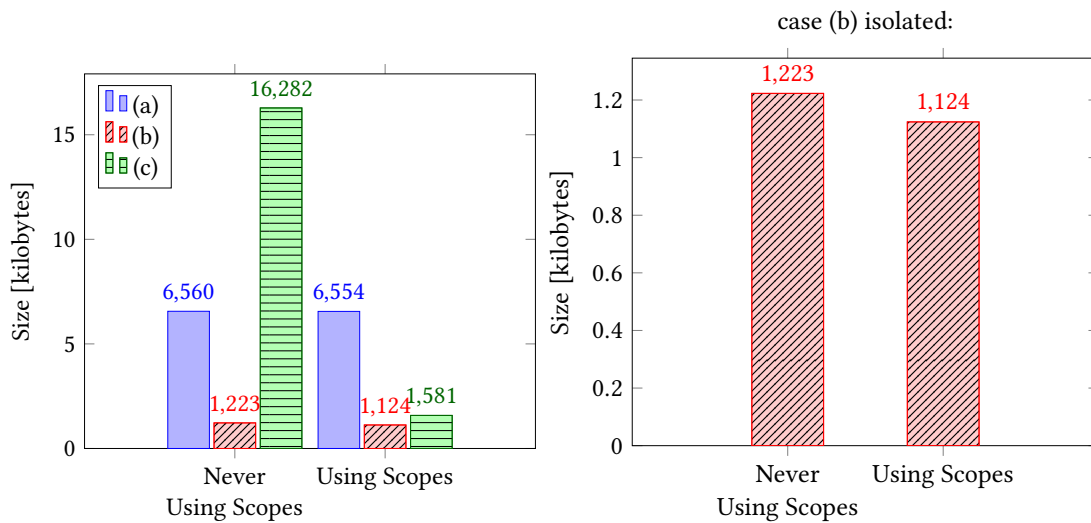 16,282
(a)
(b)
(c)
15
10
5
0
Size [kilobytes]
6,560
6,554
1,223
1,124
1,581
Never
Using Scopes
Using Scopes
case (b) isolated:
1,223
1,124
1.2
1
0.8
0.6
0.4
0.2
0
Size [kilobytes]
Never
Using Scopes
Using Scopes